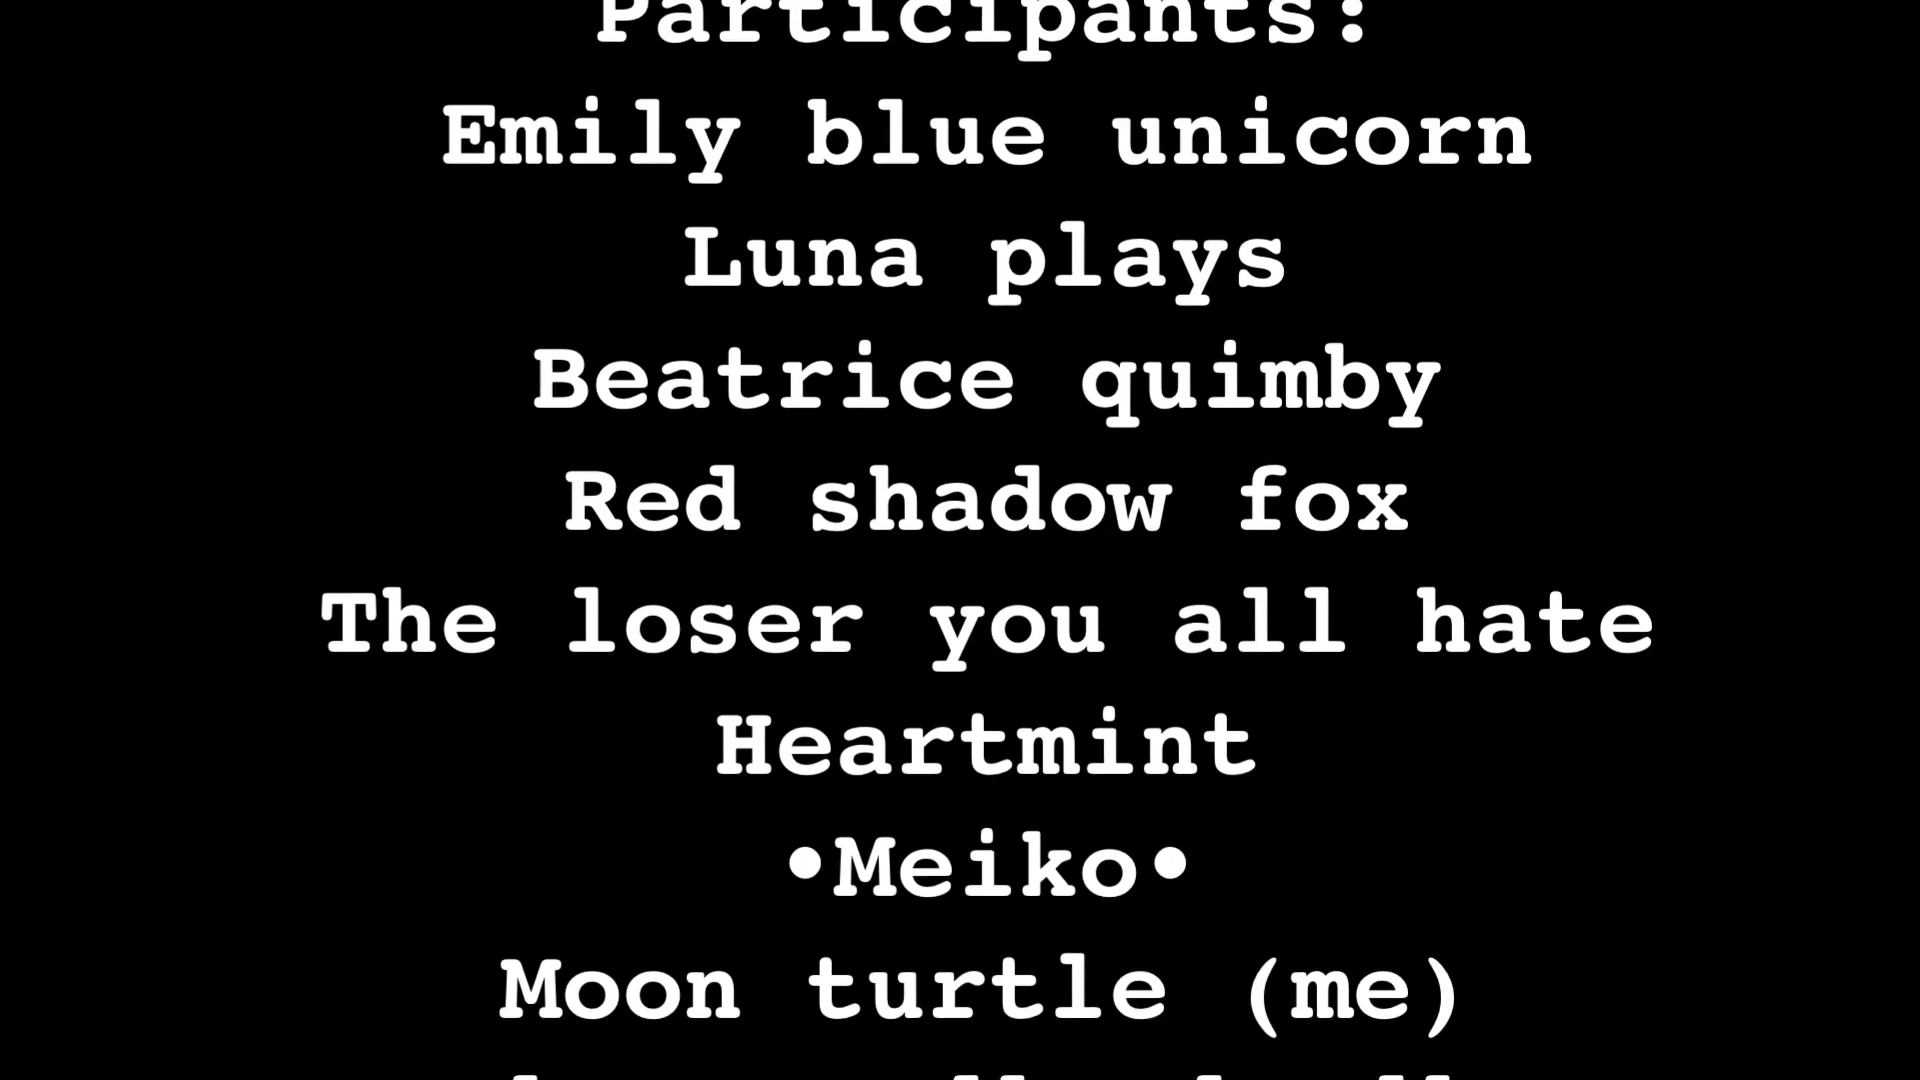 Participants:
Emily blue unicorn
Luna plays
Beatrice quimby
Red shadow fox
The loser you all hate
Heartmint
•Meiko•
Moon turtle (me)